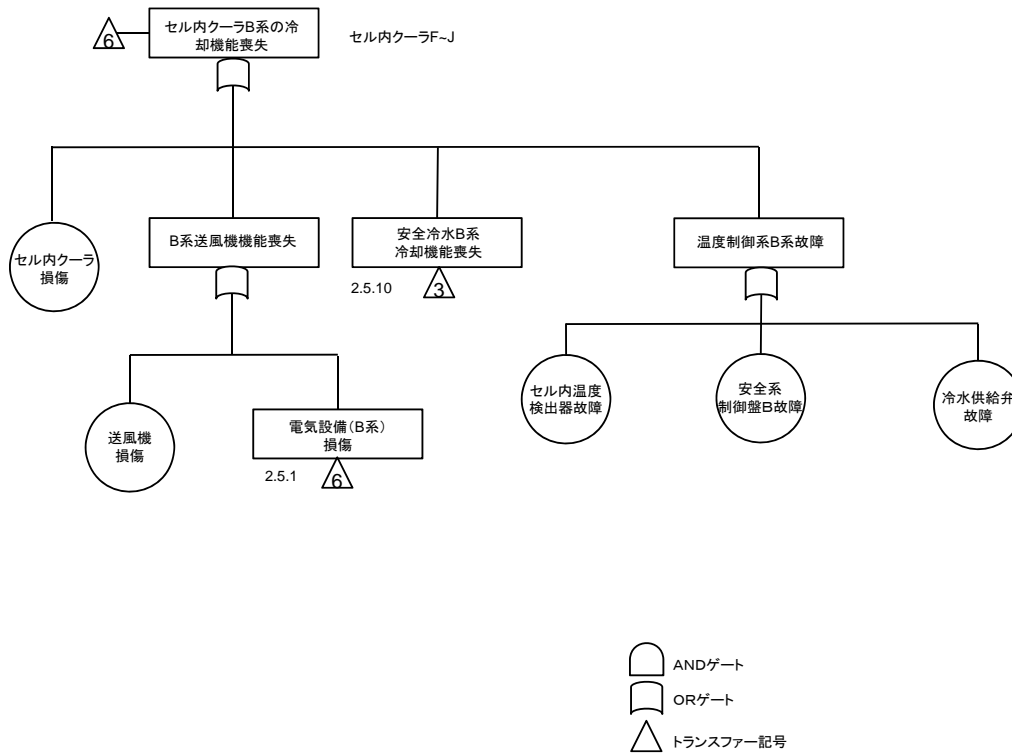 セル内クーラB系の冷
却機能喪失
6
セル内クーラF~J
セル内クーラ
損傷
B系送風機機能喪失
安全冷水B系
冷却機能喪失
2.5.10
3
温度制御系B系故障
送風機
損傷
電気設備(B系)
損傷
2.5.1
6
セル内温度
検出器故障
安全系
制御盤B故障
冷水供給弁
故障
ANDゲート
ORゲート
トランスファー記号